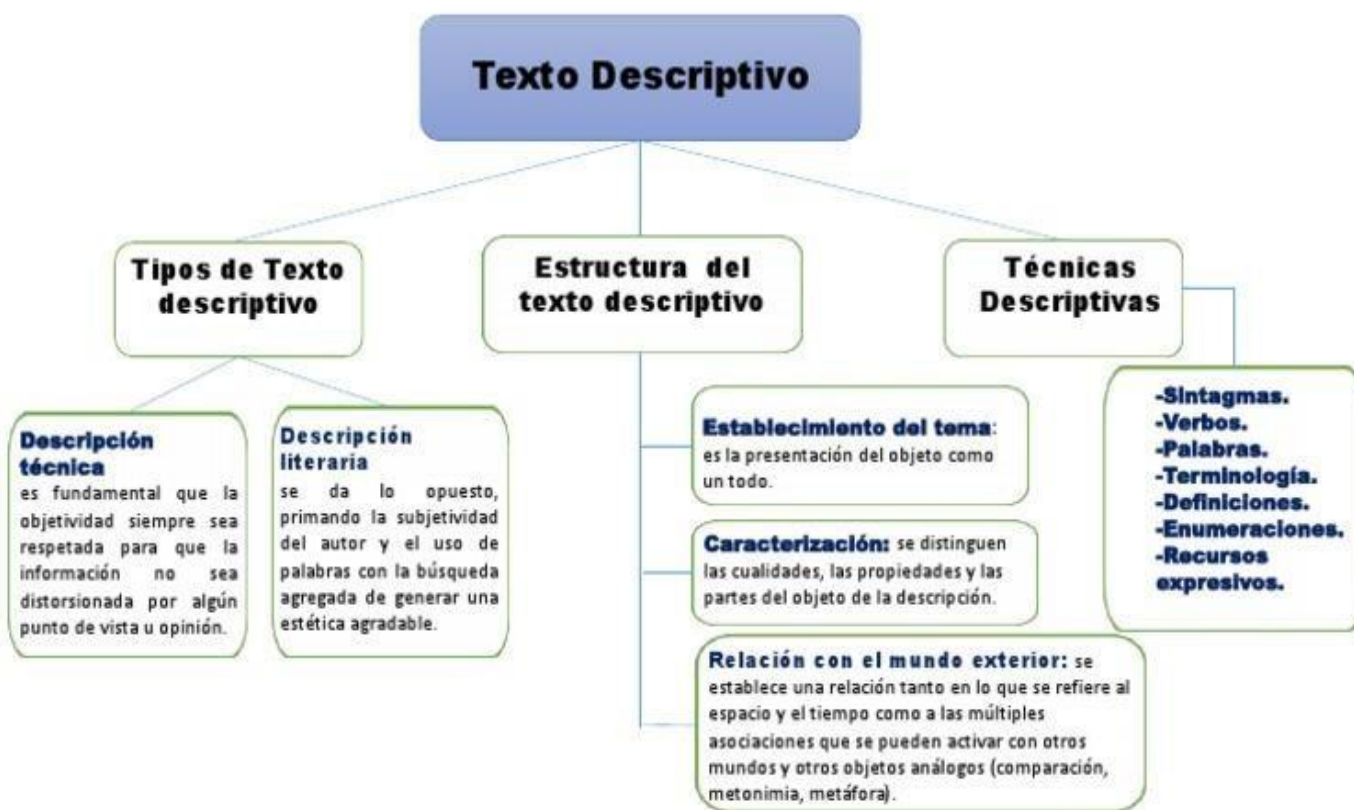 Texto Descriptivo
Tipos de Texto
descriptivo
Descripción
técnica
es fundamental que la
objetividad siempre sea
respetada para que la
información no sea
distorsionada por algún
punto de vista u opinión.
Descripción
literaria
se da lo opuesto,
primando la subjetividad
del autor y el uso de
palabras con la búsqueda
agregada de generar una
estética agradable.
Estructura del
texto descriptivo
Establecimiento del tema:
es la presentación del objeto como
un todo.
Caracterización: se distinguen
las cualidades, las propiedades y las
partes del objeto de la descripción.
Relación con el mundo exterior: se
establece una relación tanto en lo que se refiere al
espacio y el tiempo como a las múltiples
asociaciones que se pueden activar con otros
mundos y otros objetos análogos (comparación,
metonimia, metáfora).
Técnicas
Descriptivas
-Sintagmas.
-Verbos.
-Palabras.
-Terminología.
-Definiciones.
-Enumeraciones.
-Recursos
expresivos.